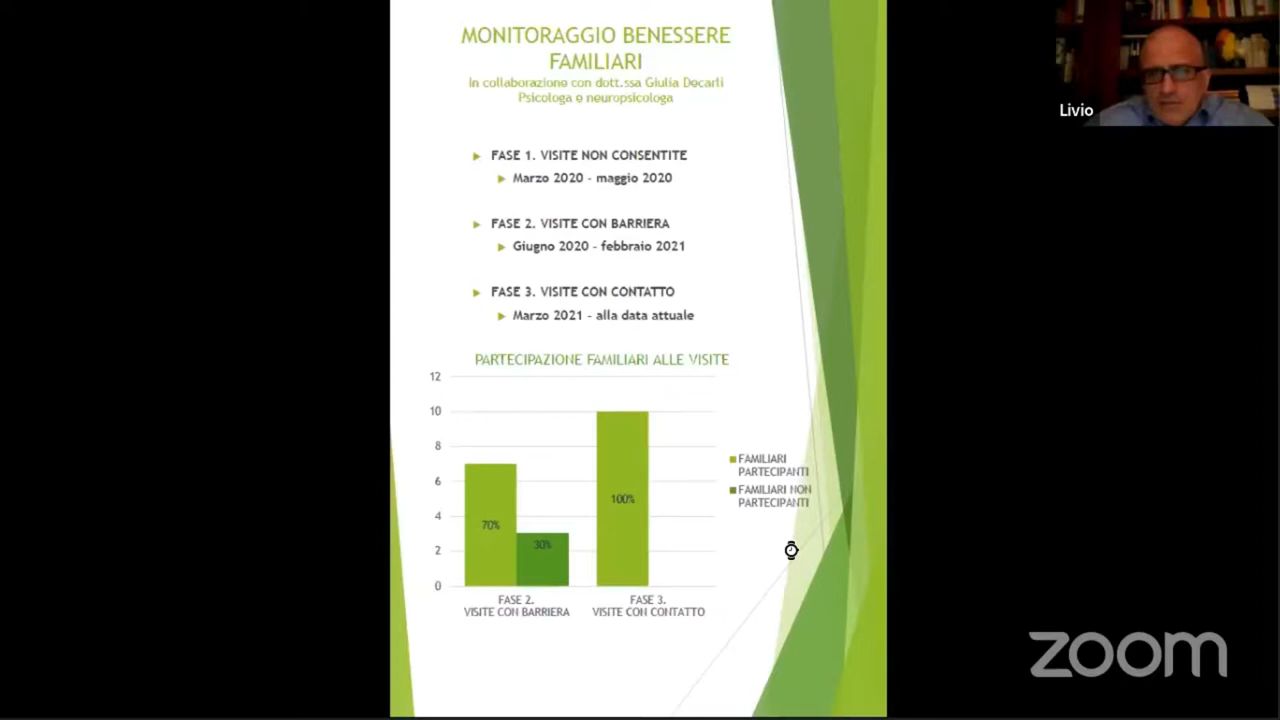 MONITORAGGIO BENESSERE
FAMILIARI
In collaborazione con dott.ssa Giulia Decarli
Psicologa e neuropsicologa
FASE 1. VISITE NON CONSENTITE
Marzo 2020 - maggio 2020
FASE 2. VISITE CON BARRIERA
Giugno 2020 - febbraio 2021
FASE 3. VISITE CON CONTATTO
Marzo 2021 - alla data attuale
PARTECIPAZIONE FAMILIARI ALLE VISITE
12
10
8
6
4
2
0
70%
30%
100%
FASE 2.
VISITE CON BARRIERA
FASE 3.
VISITE CON CONTATTO
FAMILIARI
PARTECIPANTI
FAMILIARI NON
PARTECIPANTI
Livio
zoom